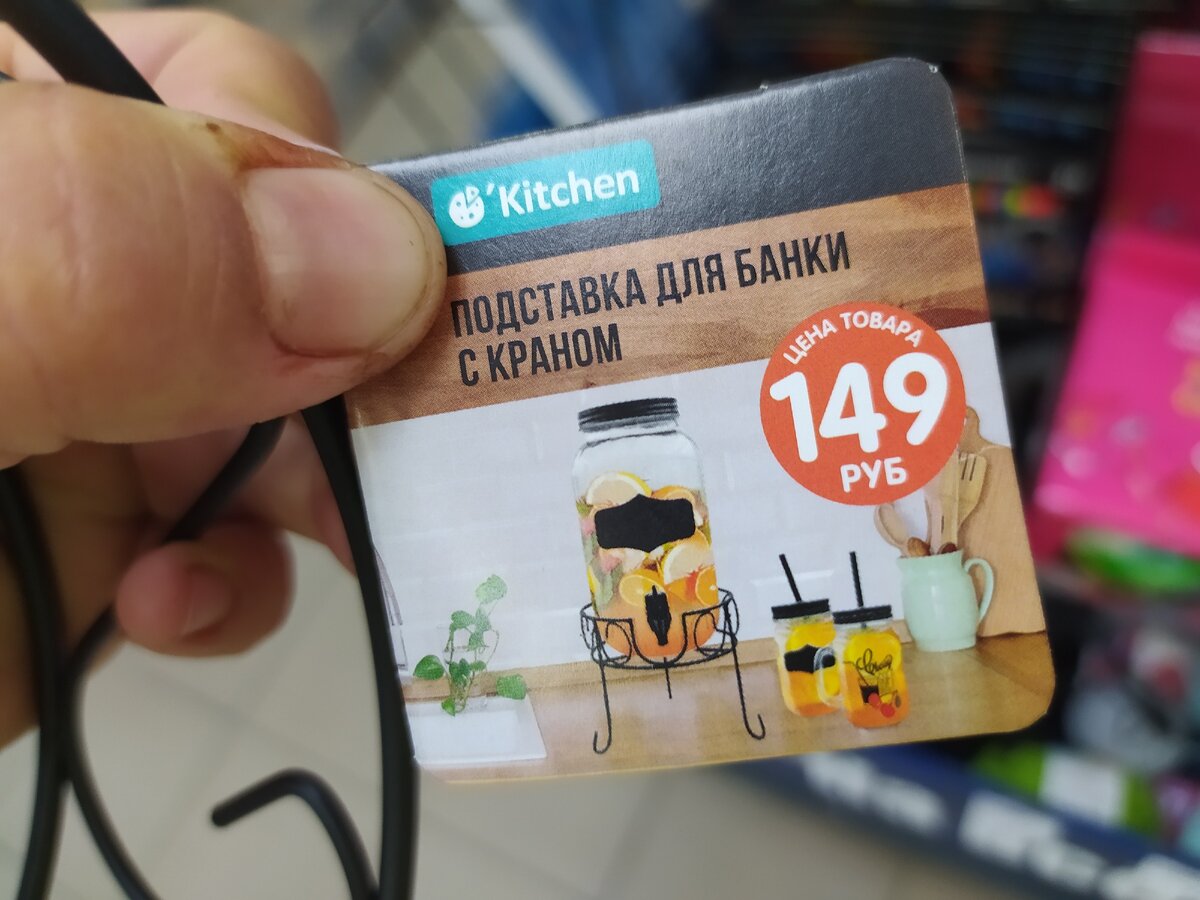 'Kitchen
ПОДСТАВКА ДЛЯ БАНКИ
С КРАНОМ
ЦЕНА ТОВАРА
149
РУБ